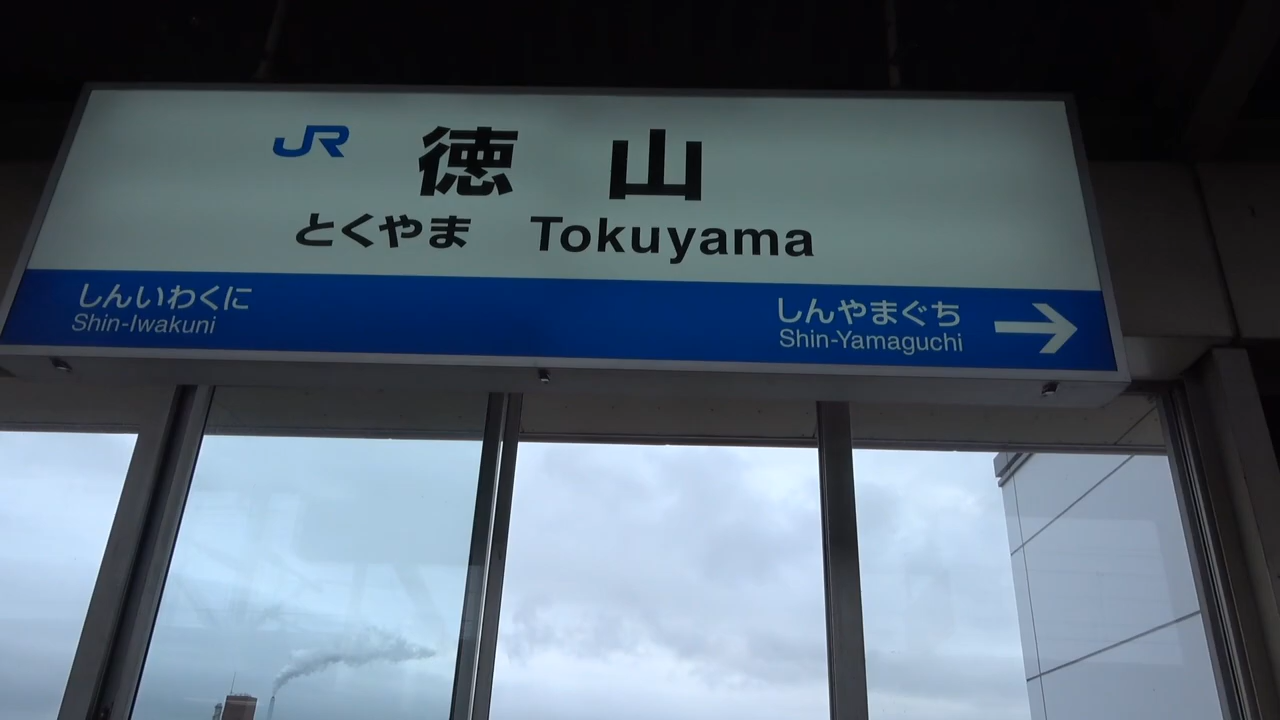 JR 徳山
とくやま Tokuyama
しんいわくに
Shin-Iwakuni
しんやまぐち
Shin-Yamaguchi →